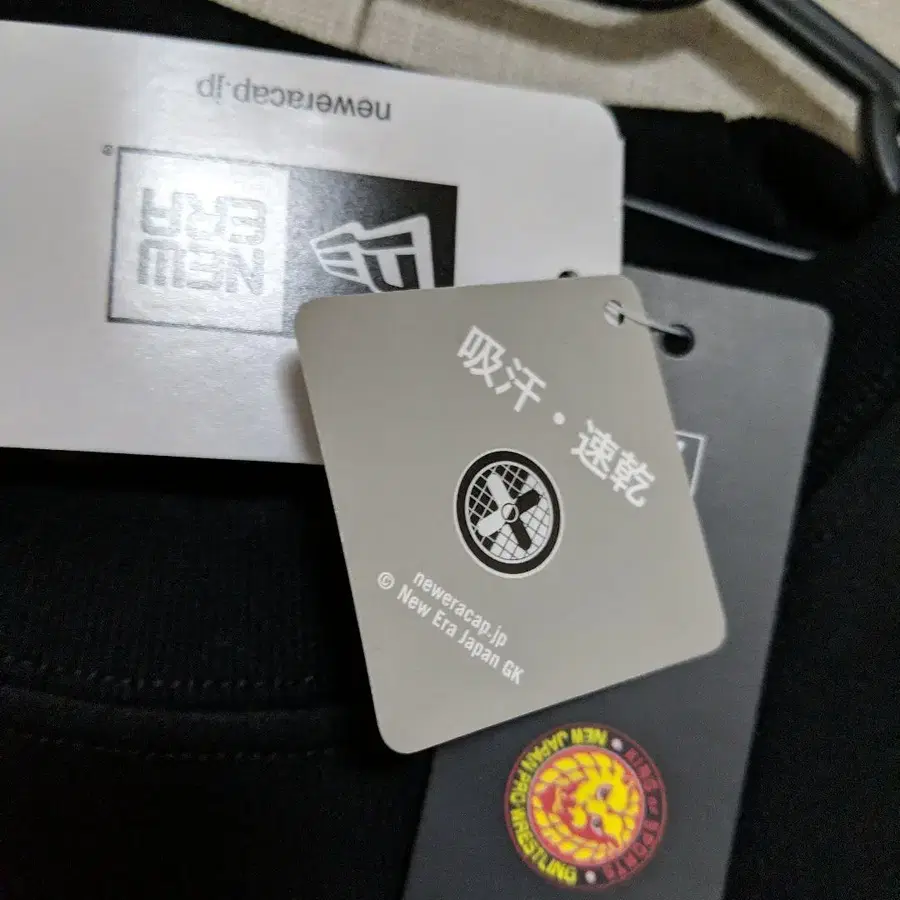 neweracap.jp
NEW
ERA
®
吸汗・速乾
neweracap.jp
© New Era Japan GK
NEW JAPAN PRO-WRESTLING
KING OF SPORTS